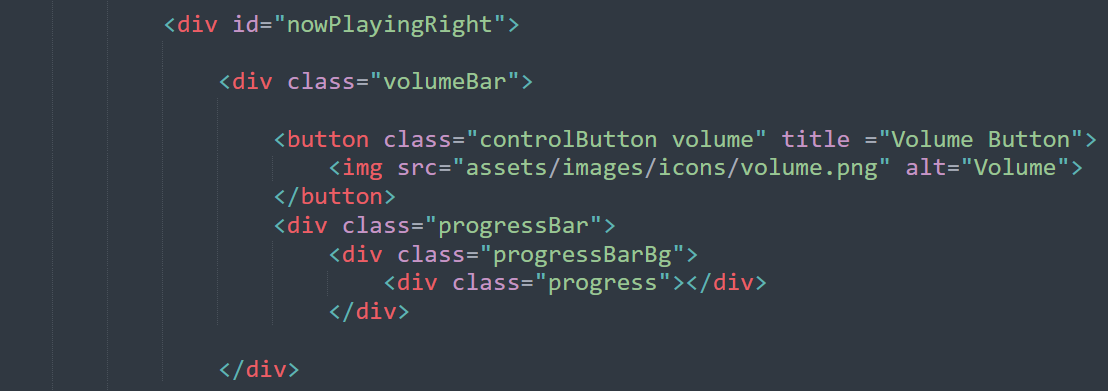 <div id="nowPlayingRight">
<div class="volumeBar">
<button class="controlButton volume" title ="Volume Button">
<img src="assets/images/icons/volume.png" alt="Volume">
</button>
<div class="progressBar">
<div class="progressBarBg">
<div class="progress"></div>
</div>
</div>